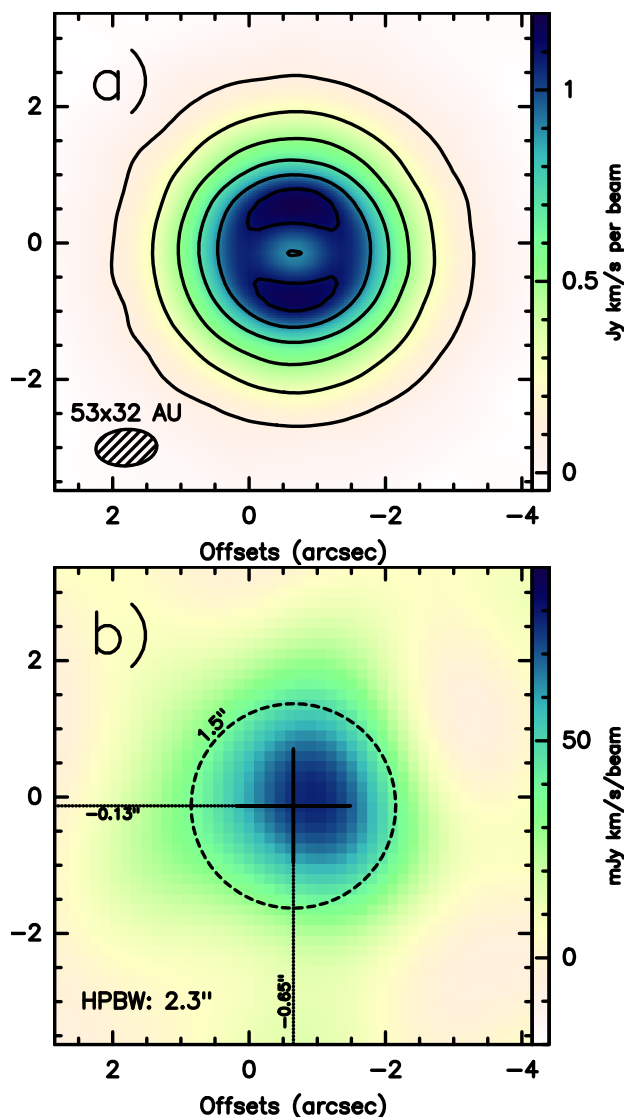 a)
2
0
−2
53x32 AU
2 0 −2 −4
Offsets (arcsec)
1
0.5
0
Jy km/s per beam
b)
2
0
−2
1.5"
−0.13"
−0.65"
HPBW: 2.3"
2 0 −2 −4
Offsets (arcsec)
50
0
mJy km/s/beam